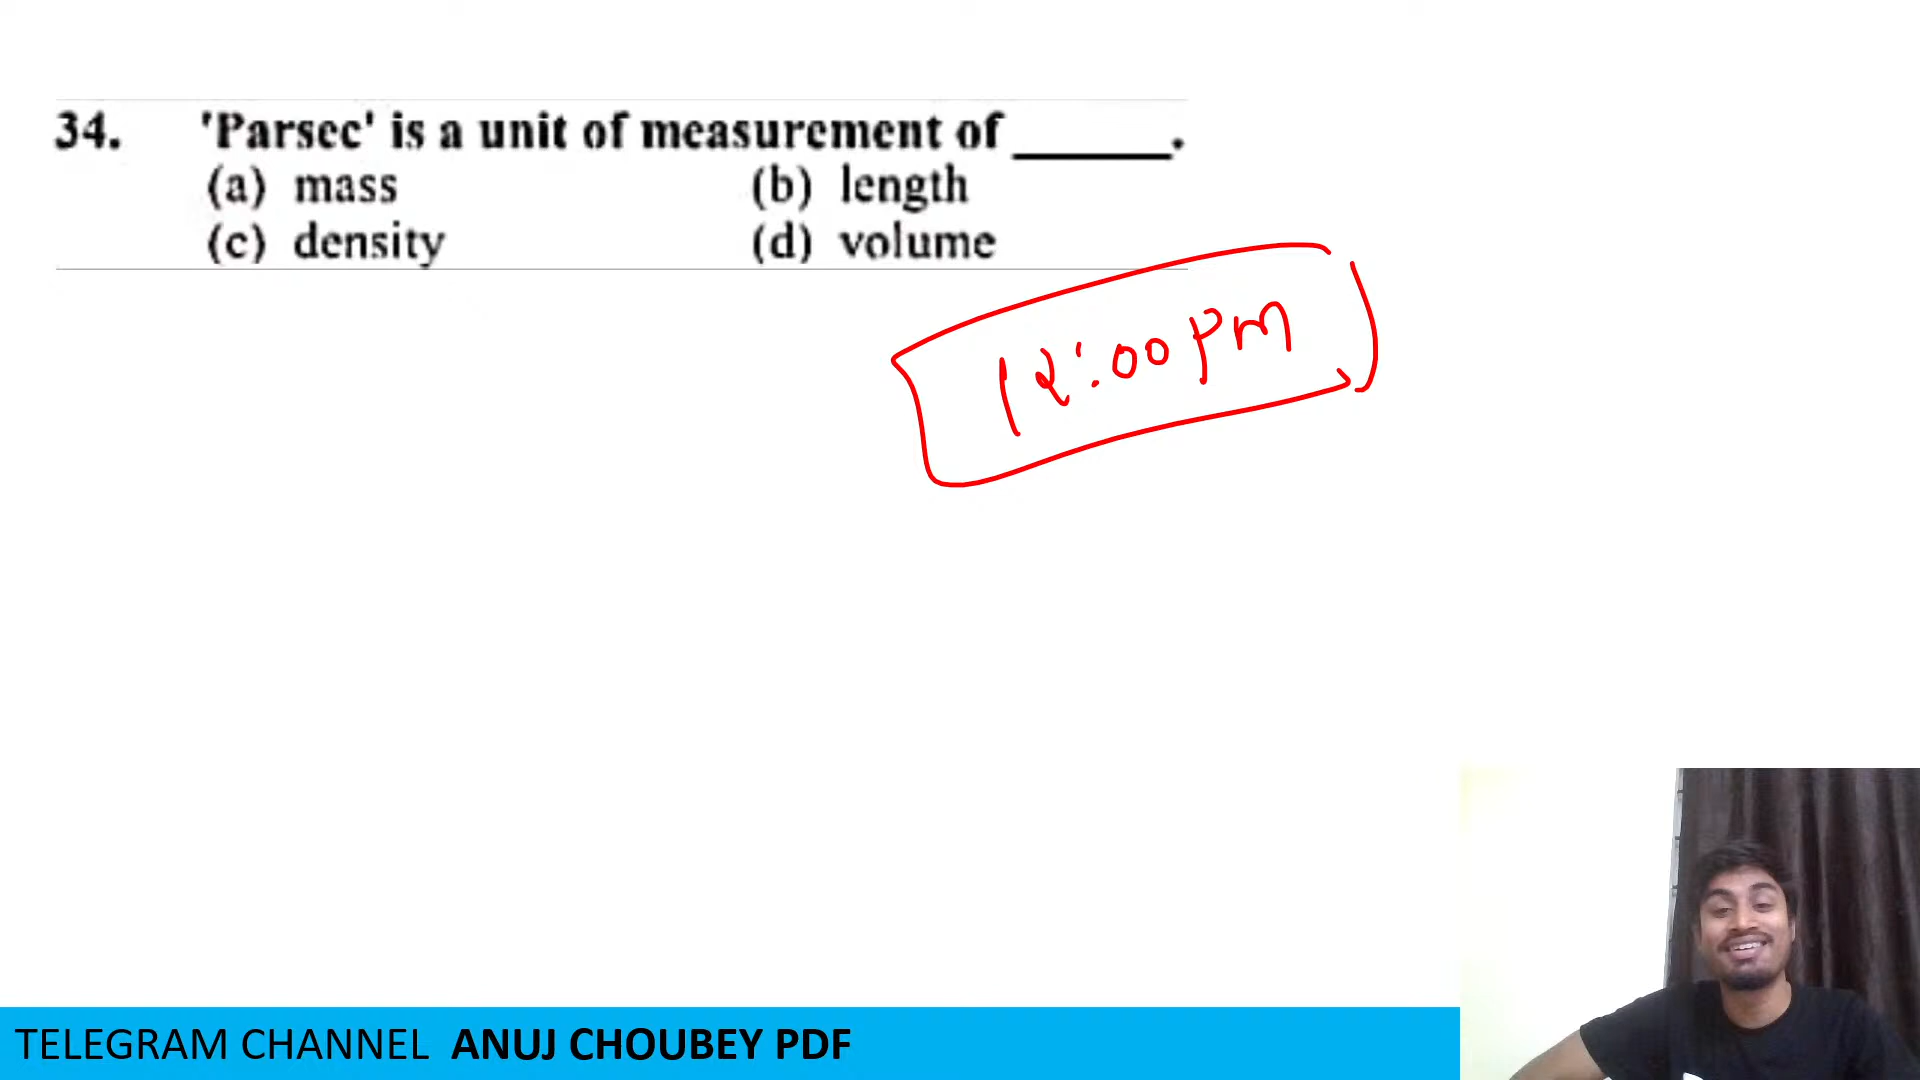 34. 'Parsec' is a unit of measurement of ______.
(a) mass (b) length
(c) density (d) volume
12:00 PM
TELEGRAM CHANNEL ANUJ CHOUBEY PDF